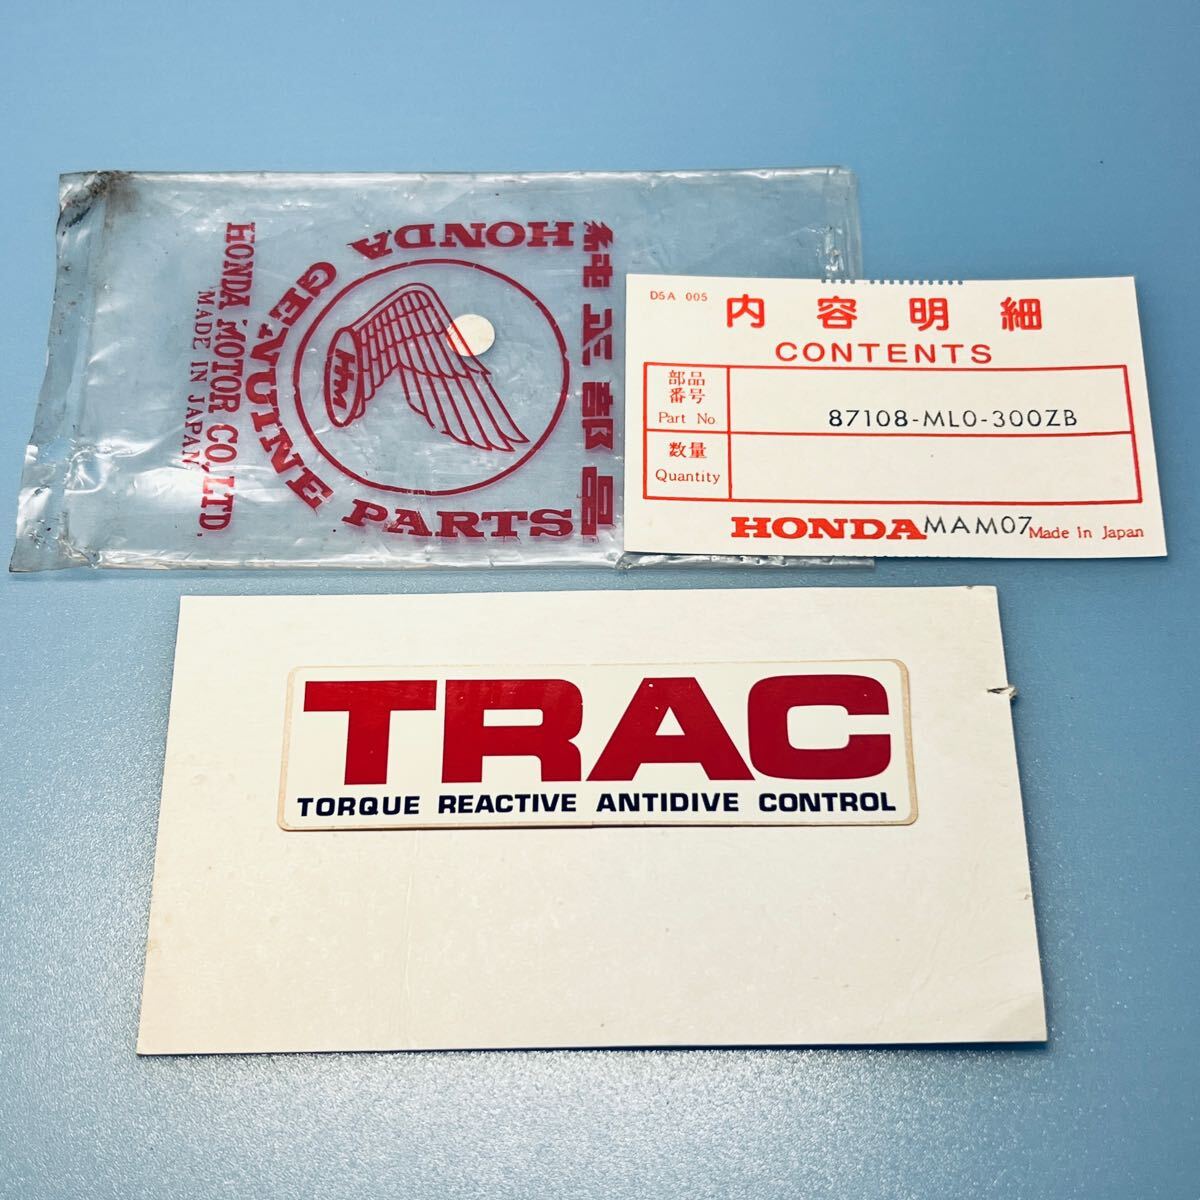 純正部品
HONDA GENUINE PARTS
HM
HONDA MOTOR CO., LTD.
MADE IN JAPAN
D5A 005
内容明細
CONTENTS
部品
番号
Part No
87108-ML0-300ZB
数量
Quantity
HONDA MAM07 Made in Japan
TRAC
TORQUE REACTIVE ANTIDIVE CONTROL